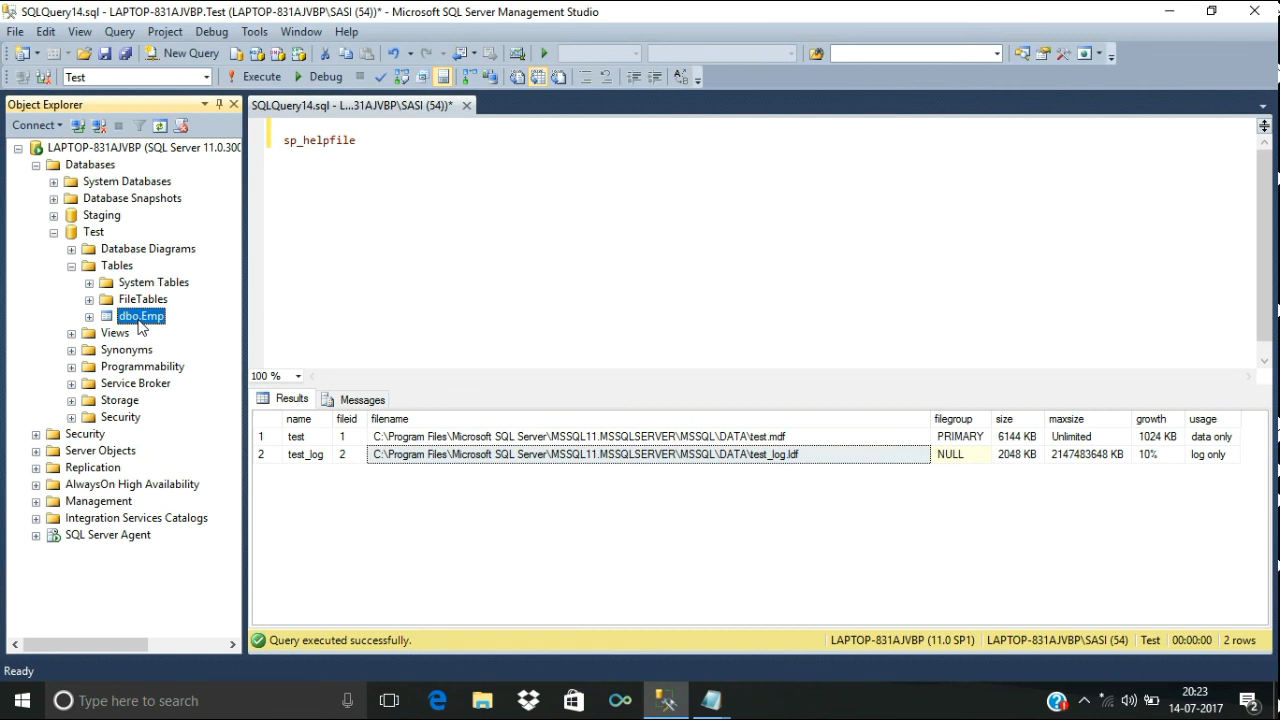 SQLQuery14.sql - LAPTOP-831AJVBP.Test (LAPTOP-831AJVBP\SASI (54))* - Microsoft SQL Server Management Studio
File Edit View Query Project Debug Tools Window Help
New Query
Test Execute Debug
Object Explorer
SQLQuery14.sql - L...31AJVBP\SASI (54))*
Connect
sp_helpfile
LAPTOP-831AJVBP (SQL Server 11.0.300
Databases
System Databases
Database Snapshots
Staging
Test
Database Diagrams
Tables
System Tables
FileTables
dbo.Emp
Views
Synonyms
Programmability
Service Broker
Storage
Security
Security
Server Objects
Replication
AlwaysOn High Availability
Management
Integration Services Catalogs
SQL Server Agent
100 %
Results Messages
name fileid filename filegroup size maxsize growth usage
1 test 1 C:\Program Files\Microsoft SQL Server\MSSQL11.MSSQLSERVER\MSSQL\DATA\test.mdf PRIMARY 6144 KB Unlimited 1024 KB data only
2 test_log 2 C:\Program Files\Microsoft SQL Server\MSSQL11.MSSQLSERVER\MSSQL\DATA\test_log.ldf NULL 2048 KB 2147483648 KB 10% log only
Query executed successfully. LAPTOP-831AJVBP (11.0 SP1) LAPTOP-831AJVBP\SASI (54) Test 00:00:00 2 rows
Ready
Type here to search
20:23
14-07-2017
2